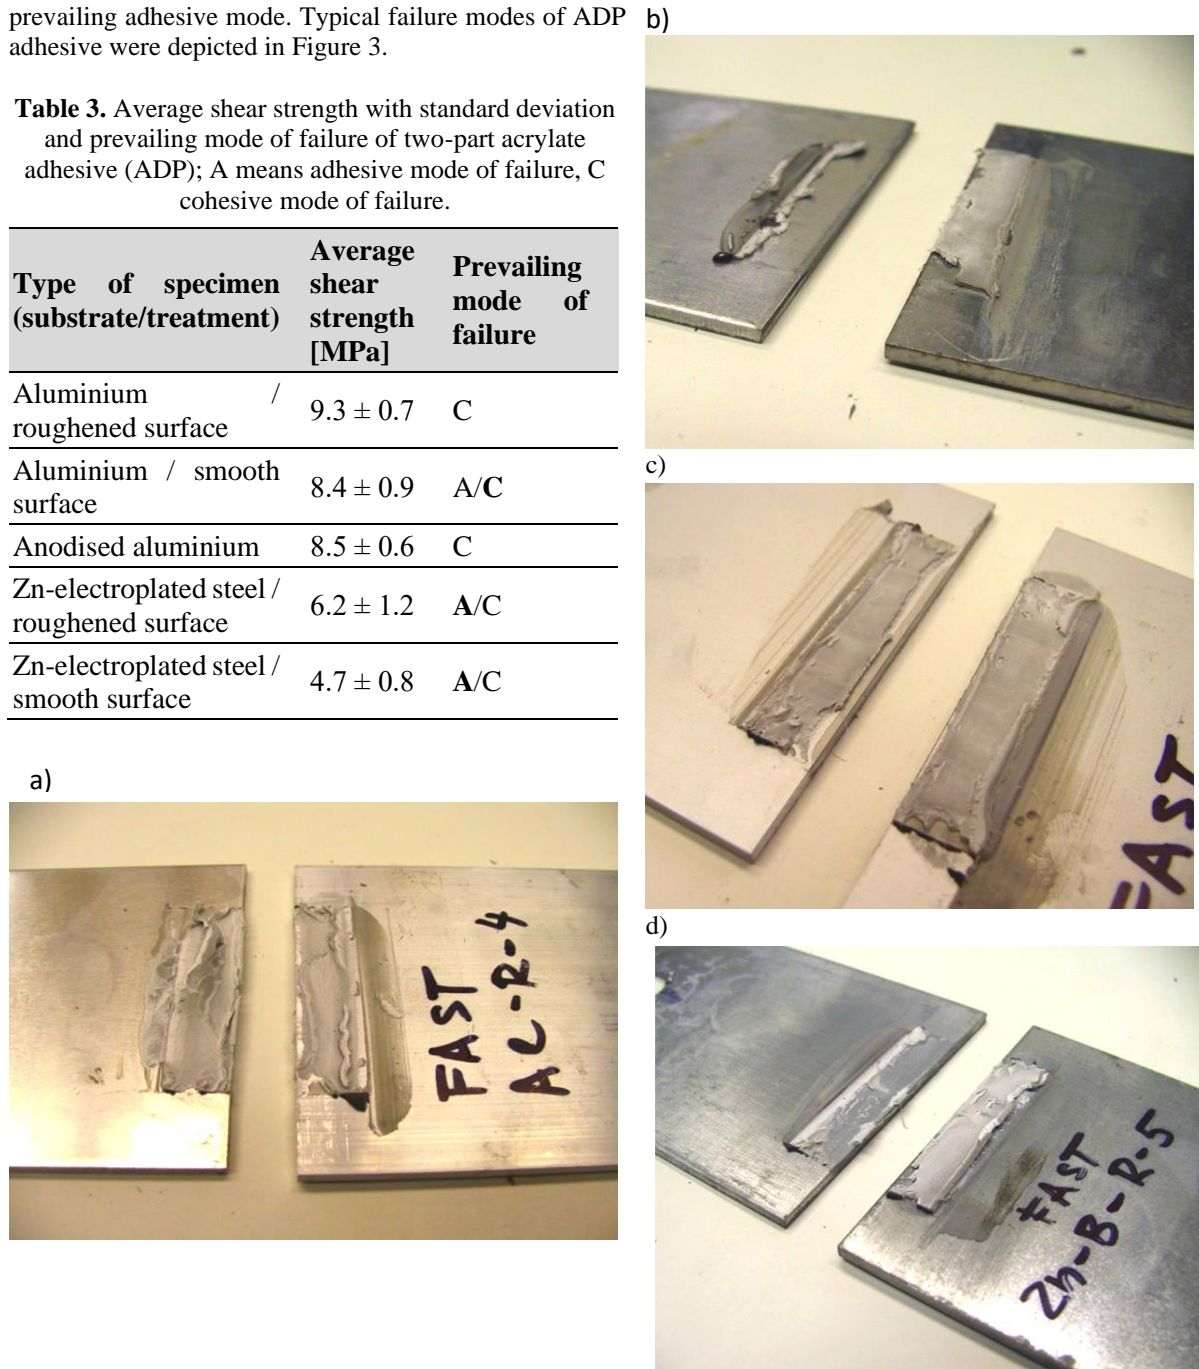 prevailing adhesive mode. Typical failure modes of ADP
adhesive were depicted in Figure 3.
Table 3. Average shear strength with standard deviation
and prevailing mode of failure of two-part acrylate
adhesive (ADP); A means adhesive mode of failure, C
cohesive mode of failure.
Type of specimen (substrate/treatment) Average shear strength [MPa] Prevailing mode of failure
Aluminium / roughened surface 9.3 ± 0.7 C
Aluminium / smooth surface 8.4 ± 0.9 A/C
Anodised aluminium 8.5 ± 0.6 C
Zn-electroplated steel / roughened surface 6.2 ± 1.2 A/C
Zn-electroplated steel / smooth surface 4.7 ± 0.8 A/C
a)
FAST
AL-R-4
b)
c)
FAST
d)
FAST
Zn-B-R-5